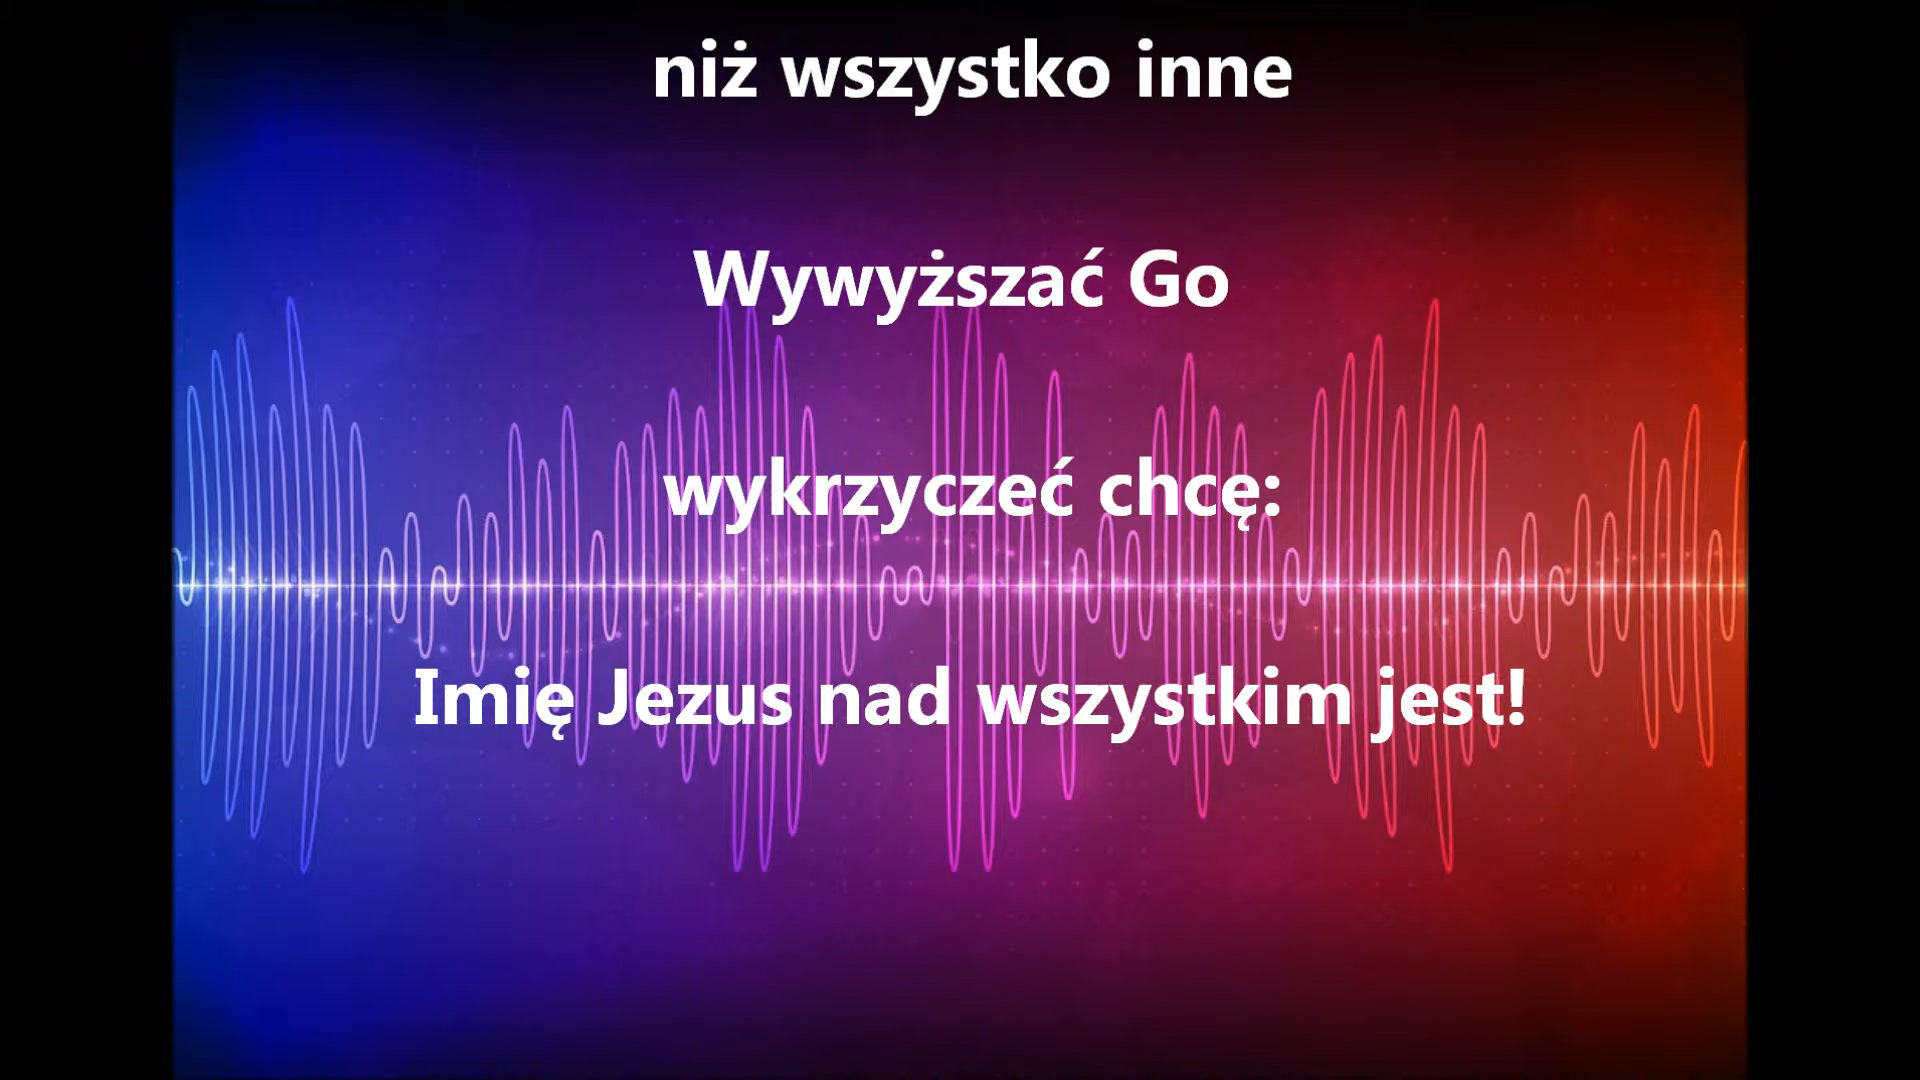 niż wszystko inne
Wywyższać Go
wykrzyczeć chcę:
Imię Jezus nad wszystkim jest!